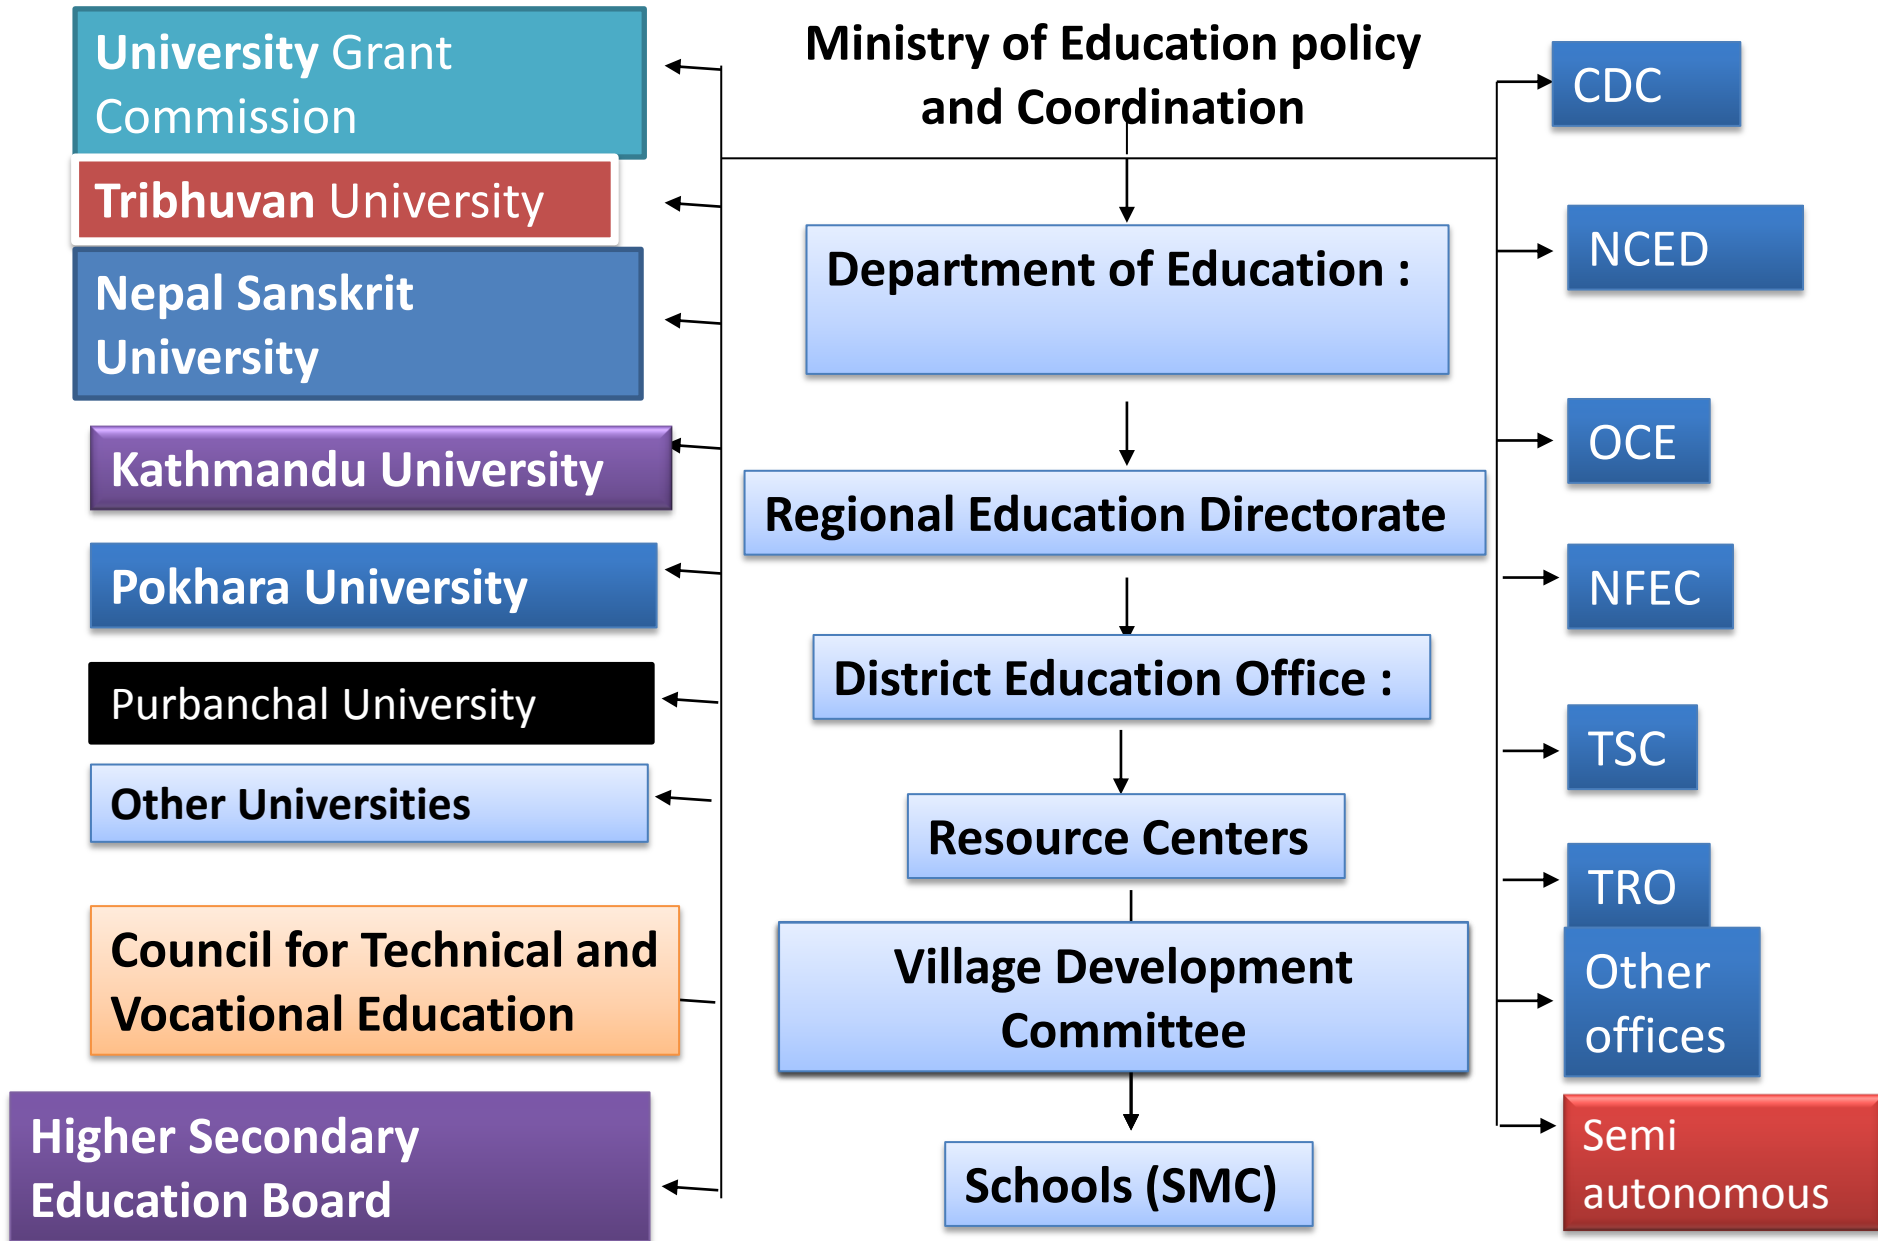 University Grant
Commission
Tribhuvan University
Nepal Sanskrit
University
Kathmandu University
Pokhara University
Purbanchal University
Other Universities
Council for Technical and
Vocational Education
Higher Secondary
Education Board
Ministry of Education policy
and Coordination
Department of Education :
Regional Education Directorate
District Education Office :
Resource Centers
Village Development
Committee
Schools (SMC)
CDC
NCED
OCE
NFEC
TSC
TRO
Other
offices
Semi
autonomous